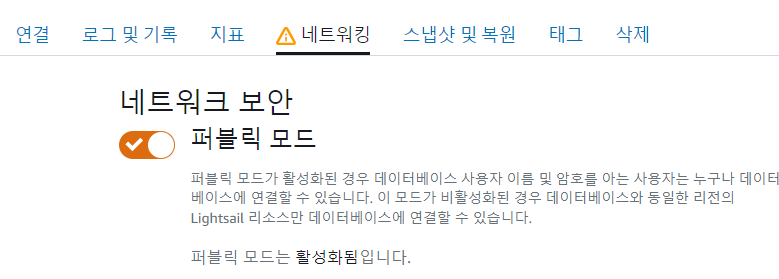 연결 로그 및 기록 지표 네트워킹 스냅샷 및 복원 태그 삭제
네트워크 보안
퍼블릭 모드
퍼블릭 모드가 활성화된 경우 데이터베이스 사용자 이름 및 암호를 아는 사용자는 누구나 데이터
베이스에 연결할 수 있습니다. 이 모드가 비활성화된 경우 데이터베이스와 동일한 리전의
Lightsail 리소스만 데이터베이스에 연결할 수 있습니다.
퍼블릭 모드는 활성화됨입니다.